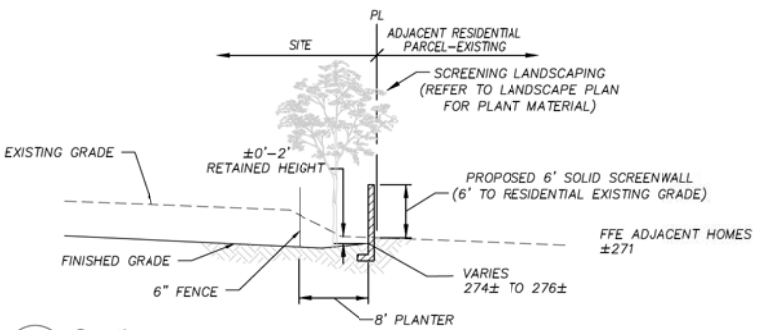 PL
SITE
ADJACENT RESIDENTIAL
PARCEL-EXISTING
SCREENING LANDSCAPING
(REFER TO LANDSCAPE PLAN
FOR PLANT MATERIAL)
EXISTING GRADE
±0'-2'
RETAINED HEIGHT
PROPOSED 6' SOLID SCREENWALL
(6' TO RESIDENTIAL EXISTING GRADE)
FFE ADJACENT HOMES
±271
FINISHED GRADE
6" FENCE
VARIES
274± TO 276±
8' PLANTER